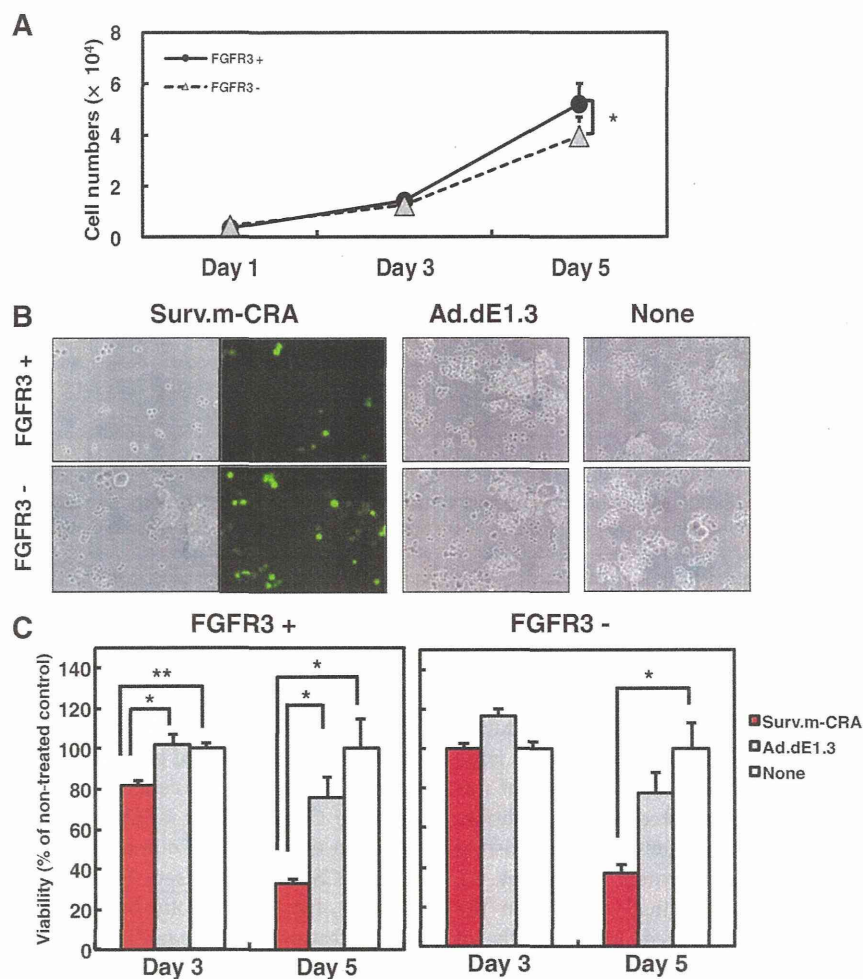 A
Cell numbers (× 10⁴)
8
6
4
2
0
FGFR3 +
FGFR3 -
*
Day 1 Day 3 Day 5
B
Surv.m-CRA Ad.dE1.3 None
FGFR3 +
FGFR3 -
C
FGFR3 + FGFR3 -
Viability (% of non-treated control)
140
120
100
80
60
40
20
0
**
*
*
*
*
Surv.m-CRA
Ad.dE1.3
None
Day 3 Day 5 Day 3 Day 5